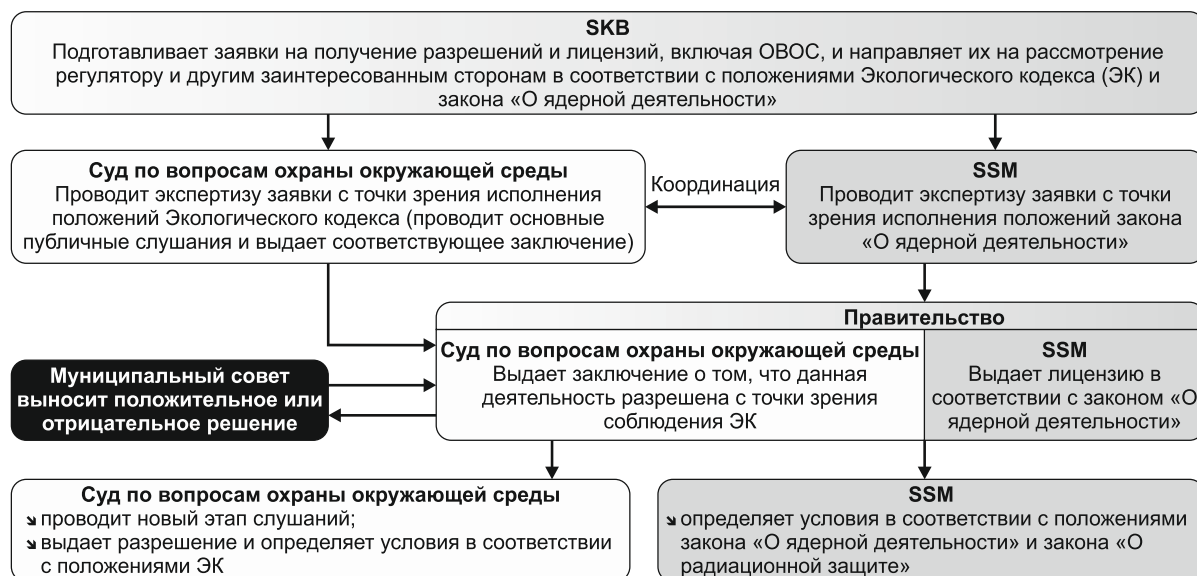 SKB
Подготавливает заявки на получение разрешений и лицензий, включая ОВОС, и направляет их на рассмотрение
регулятору и другим заинтересованным сторонам в соответствии с положениями Экологического кодекса (ЭК) и
закона «О ядерной деятельности»
Суд по вопросам охраны окружающей среды
Проводит экспертизу заявки с точки зрения исполнения
положений Экологического кодекса (проводит основные
публичные слушания и выдает соответствующее заключение)
Координация
SSM
Проводит экспертизу заявки с точки
зрения исполнения положений закона
«О ядерной деятельности»
Правительство
Суд по вопросам охраны окружающей среды
Выдает заключение о том, что данная
деятельность разрешена с точки зрения
соблюдения ЭК
SSM
Выдает лицензию в
соответствии с законом «О
ядерной деятельности»
Муниципальный совет
выносит положительное или
отрицательное решение
Суд по вопросам охраны окружающей среды
проводит новый этап слушаний;
выдает разрешение и определяет условия в соответствии
с положениями ЭК
SSM
определяет условия в соответствии с положениями
закона «О ядерной деятельности» и закона «О
радиационной защите»